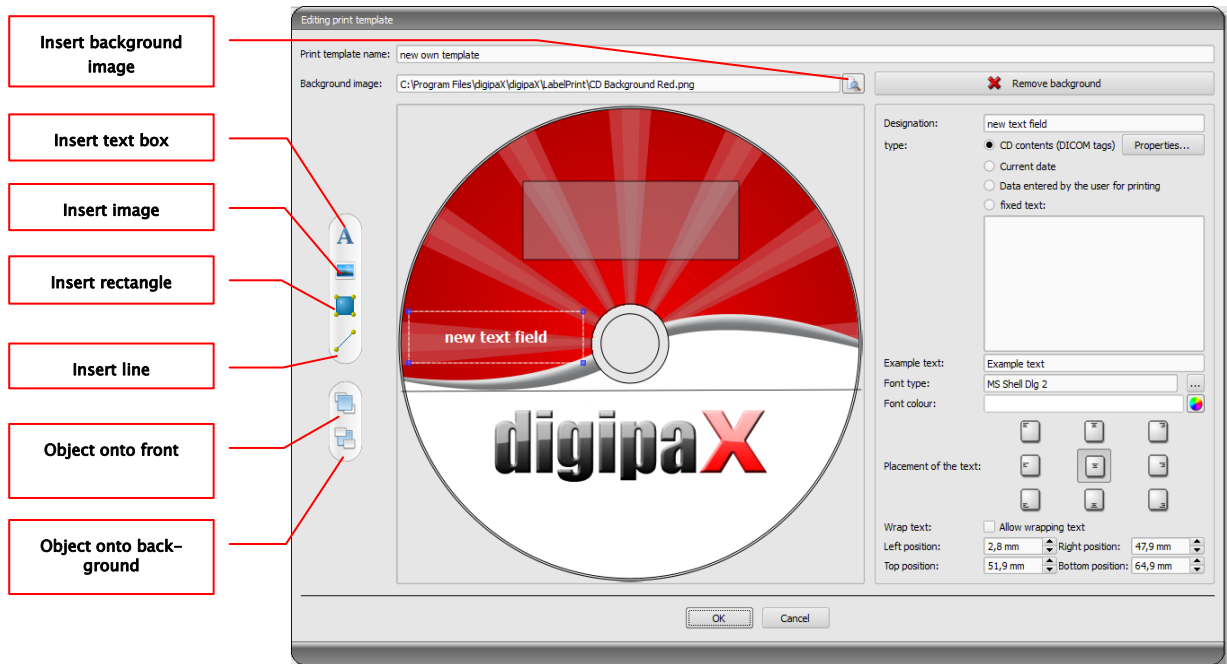 Insert background
image
Insert text box
Insert image
Insert rectangle
Insert line
Object onto front
Object onto back-
ground
Editing print template
Print template name: new own template
Background image: C:\Program Files\digipaX\digipaX\LabelPrint\CD Background Red.png
Remove background
A
new text field
digipaX
Designation: new text field
type: CD contents (DICOM tags) Properties...
Current date
Data entered by the user for printing
fixed text:
Example text: Example text
Font type: MS Shell Dlg 2 ...
Font colour:
Placement of the text:
Wrap text: Allow wrapping text
Left position: 2,8 mm Right position: 47,9 mm
Top position: 51,9 mm Bottom position: 64,9 mm
OK Cancel